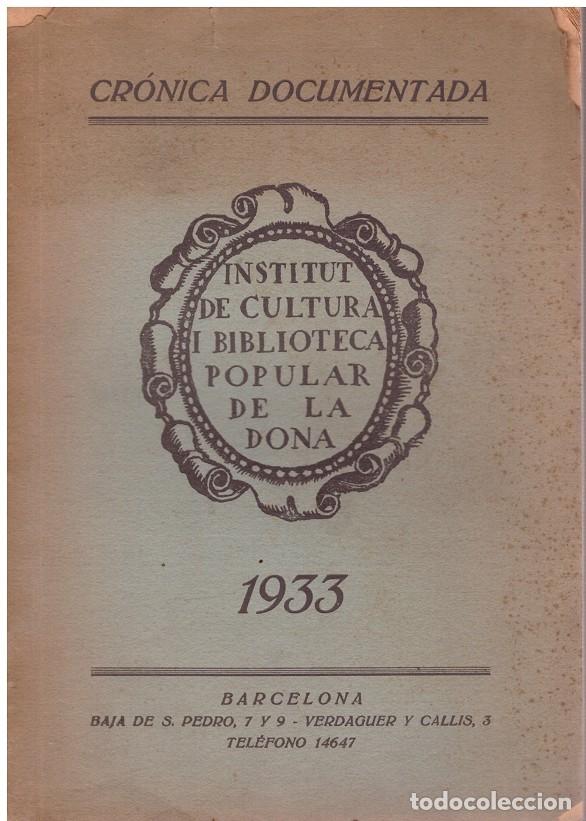 CRÓNICA DOCUMENTADA
INSTITUT
DE CULTURA
I BIBLIOTECA
POPULAR
DE LA
DONA
1933
BARCELONA
BAJA DE S. PEDRO, 7 Y 9 - VERDAGUER Y CALLIS, 3
TELÉFONO 14647
todocoleccion